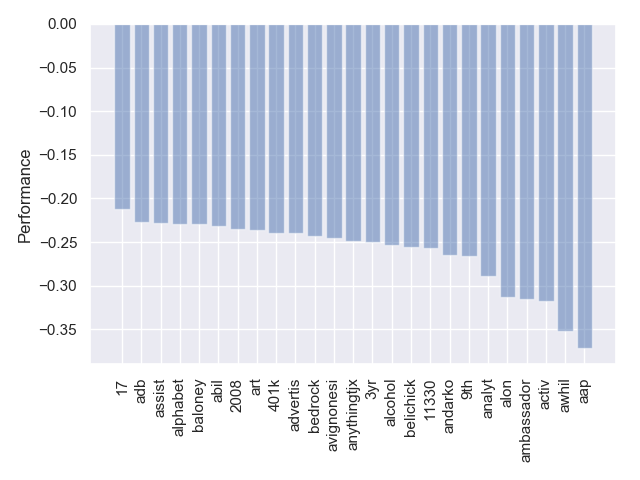 0.00
−0.05
−0.10
−0.15
−0.20
−0.25
−0.30
−0.35
Performance
17
adb
assist
alphabet
baloney
abil
2008
art
401k
advertis
bedrock
avignonesi
anythingtjx
3yr
alcohol
belichick
11330
andarko
9th
analyt
alon
ambassador
activ
awhil
aap